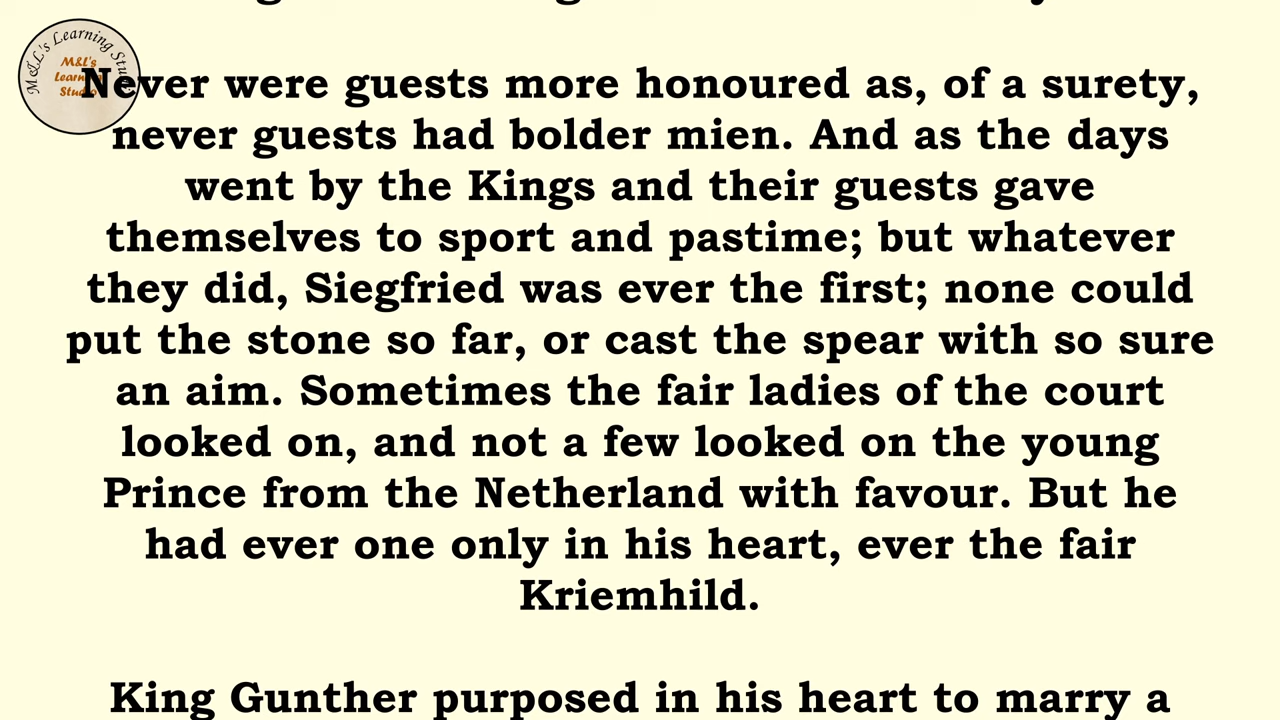 M&L's Learning Studio
M&L's
Learning
Studio
Never were guests more honoured as, of a surety,
never guests had bolder mien. And as the days
went by the Kings and their guests gave
themselves to sport and pastime; but whatever
they did, Siegfried was ever the first; none could
put the stone so far, or cast the spear with so sure
an aim. Sometimes the fair ladies of the court
looked on, and not a few looked on the young
Prince from the Netherland with favour. But he
had ever one only in his heart, ever the fair
Kriemhild.
King Gunther purposed in his heart to marry a